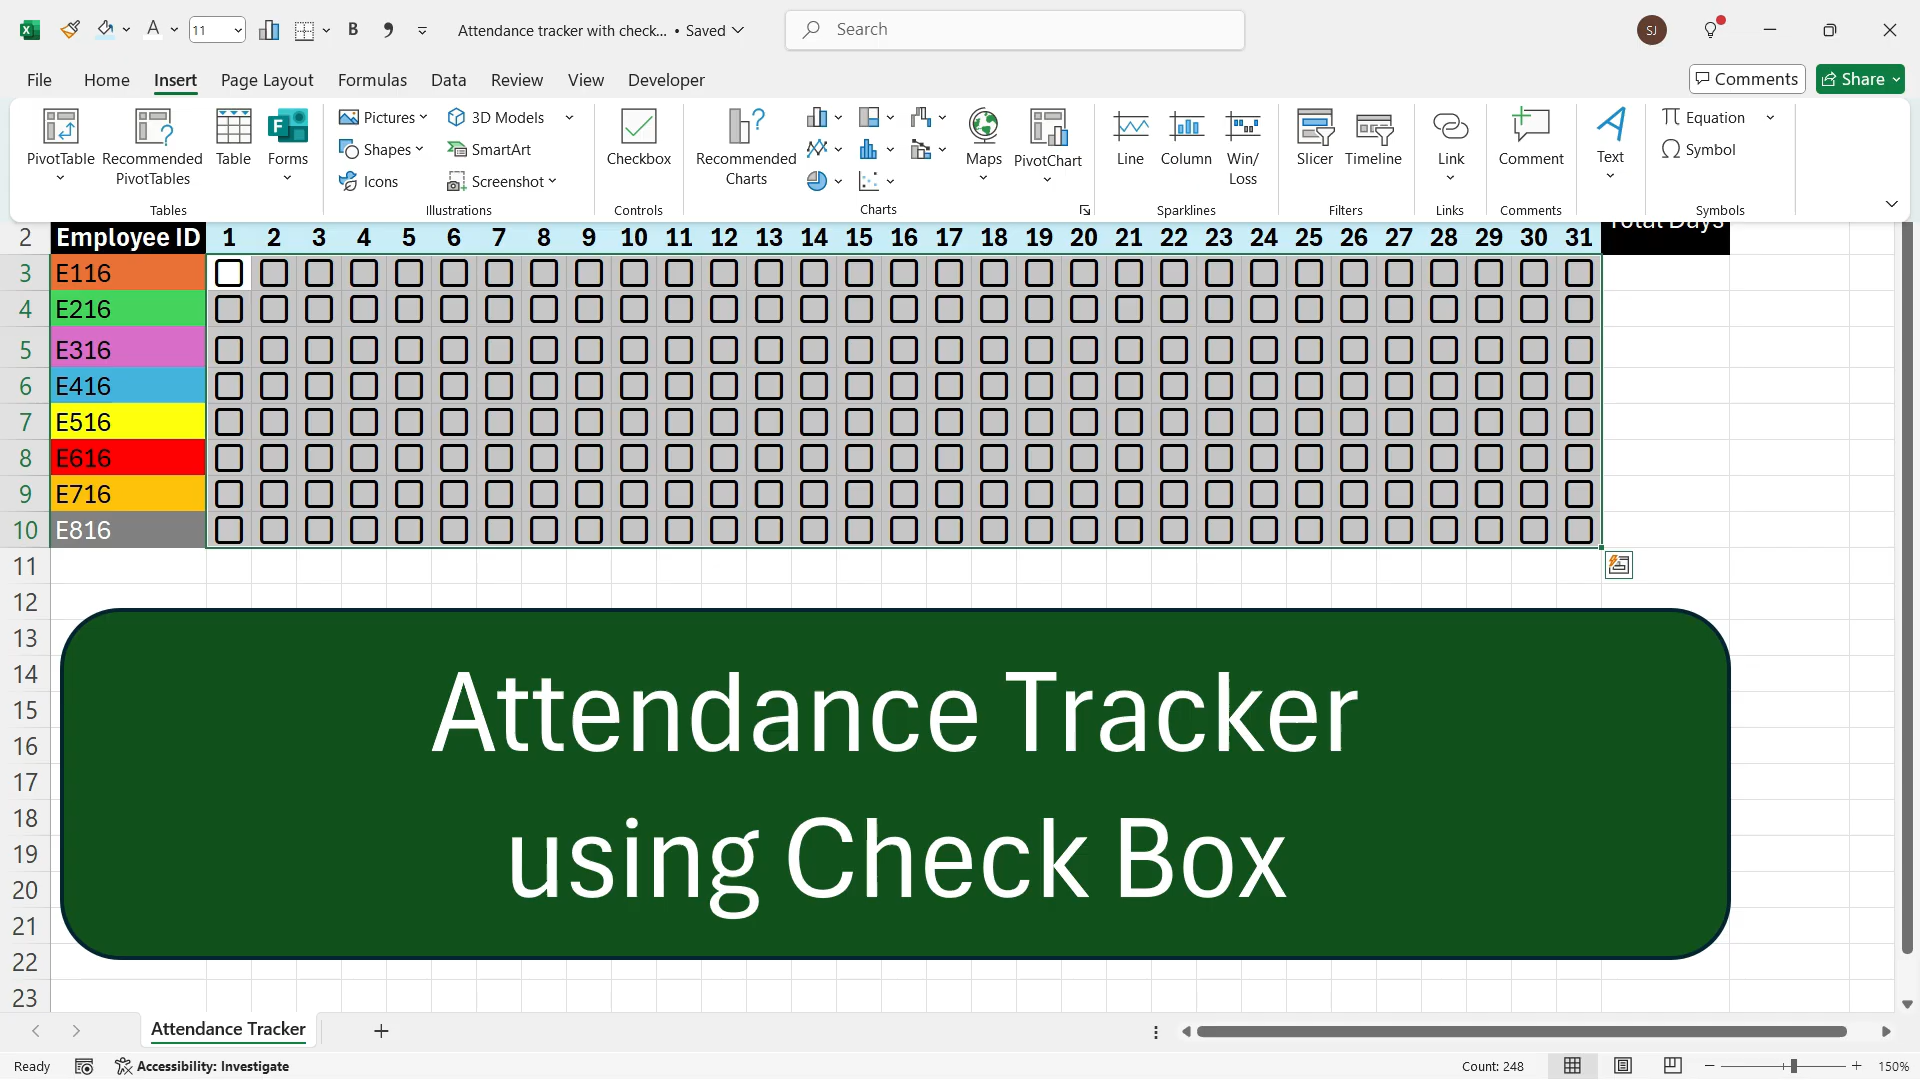 11
Attendance tracker with check... • Saved
Search
SJ
File Home Insert Page Layout Formulas Data Review View Developer
Comments
Share
PivotTable
Recommended PivotTables
Table
Forms
Tables
Pictures
Shapes
Icons
3D Models
SmartArt
Screenshot
Illustrations
Checkbox
Controls
Recommended Charts
Maps
PivotChart
Charts
Line
Column
Win/ Loss
Sparklines
Slicer
Timeline
Filters
Link
Links
Comment
Comments
Text
Equation
Symbol
Symbols
2 Employee ID 1 2 3 4 5 6 7 8 9 10 11 12 13 14 15 16 17 18 19 20 21 22 23 24 25 26 27 28 29 30 31 Total Days
3 E116
4 E216
5 E316
6 E416
7 E516
8 E616
9 E716
10 E816
11
12
13
14
15
16
17
18
19
20
21
22
23
Attendance Tracker
using Check Box
Attendance Tracker
Ready
Accessibility: Investigate
Count: 248
150%